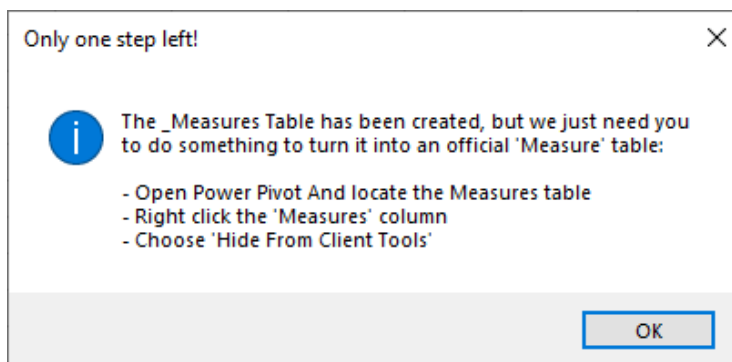 Only one step left!
The _Measures Table has been created, but we just need you
to do something to turn it into an official 'Measure' table:
- Open Power Pivot And locate the Measures table
- Right click the 'Measures' column
- Choose 'Hide From Client Tools'
OK